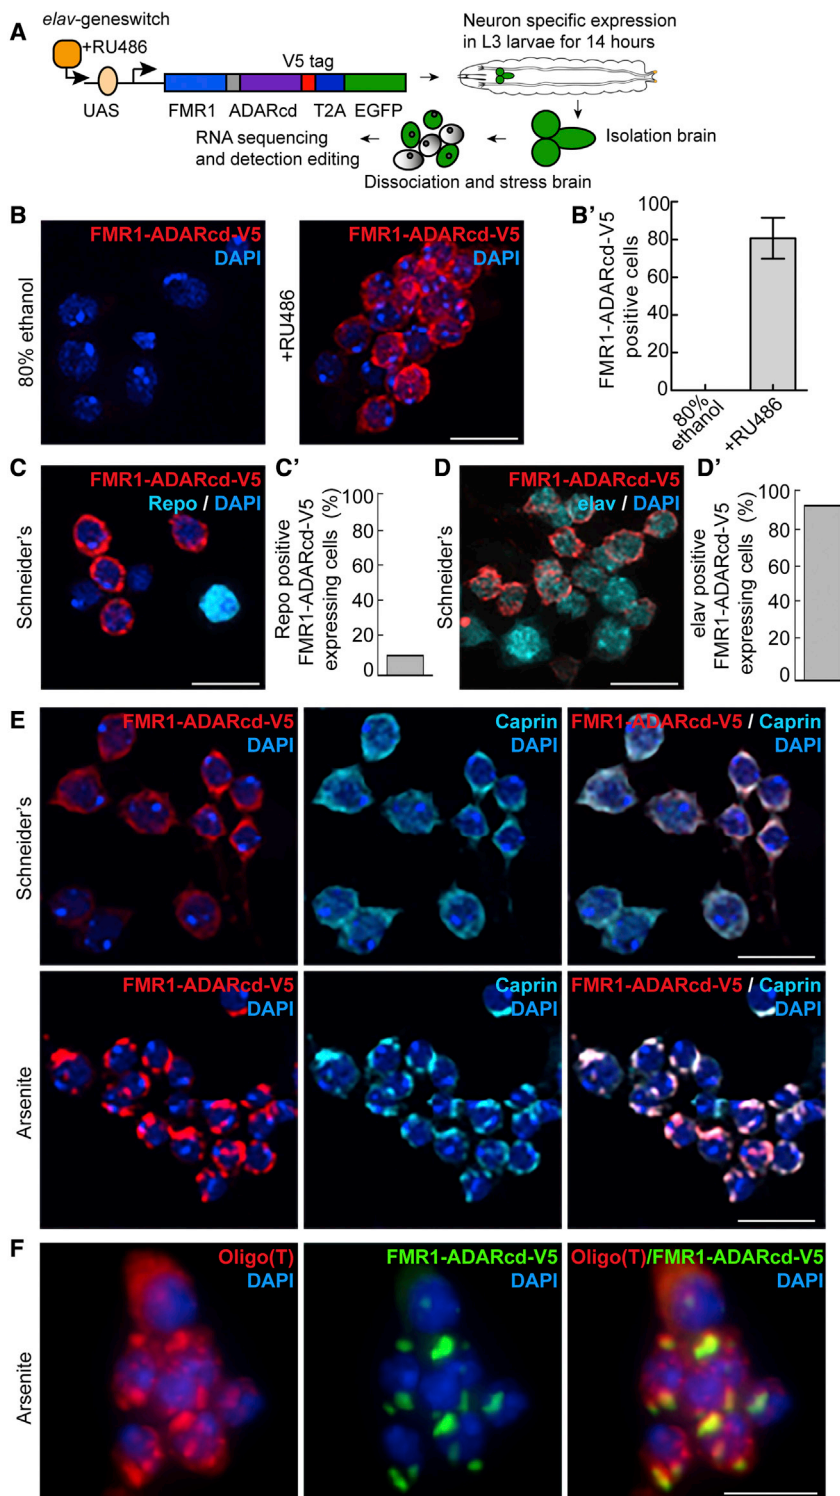 A
elav-geneswitch
+RU486
UAS
V5 tag
FMR1 ADARcd T2A EGFP
Neuron specific expression
in L3 larvae for 14 hours
Isolation brain
Dissociation and stress brain
RNA sequencing
and detection editing
B
80% ethanol
FMR1-ADARcd-V5
DAPI
+RU486
FMR1-ADARcd-V5
DAPI
B'
FMR1-ADARcd-V5
positive cells
100
80
60
40
20
0
80%
ethanol
+RU486
C
Schneider's
FMR1-ADARcd-V5
Repo / DAPI
C'
Repo positive
FMR1-ADARcd-V5
expressing cells (%)
100
80
60
40
20
0
D
Schneider's
FMR1-ADARcd-V5
elav / DAPI
D'
elav positive
FMR1-ADARcd-V5
expressing cells (%)
100
80
60
40
20
0
E
Schneider's
FMR1-ADARcd-V5
DAPI
Caprin
DAPI
FMR1-ADARcd-V5 / Caprin
DAPI
Arsenite
FMR1-ADARcd-V5
DAPI
Caprin
DAPI
FMR1-ADARcd-V5 / Caprin
DAPI
F
Arsenite
Oligo(T)
DAPI
FMR1-ADARcd-V5
DAPI
Oligo(T)/FMR1-ADARcd-V5
DAPI